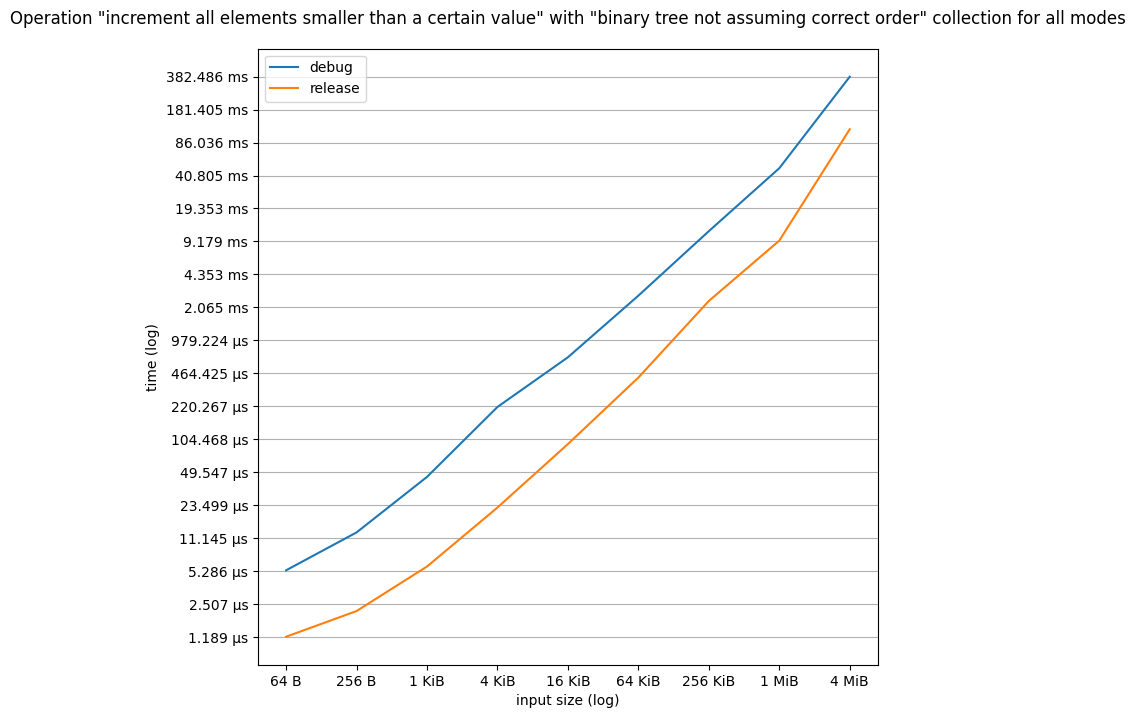 Operation "increment all elements smaller than a certain value" with "binary tree not assuming correct order" collection for all modes
debug
release
382.486 ms
181.405 ms
86.036 ms
40.805 ms
19.353 ms
9.179 ms
4.353 ms
2.065 ms
979.224 µs
464.425 µs
220.267 µs
104.468 µs
49.547 µs
23.499 µs
11.145 µs
5.286 µs
2.507 µs
1.189 µs
time (log)
64 B 256 B 1 KiB 4 KiB 16 KiB 64 KiB 256 KiB 1 MiB 4 MiB
input size (log)